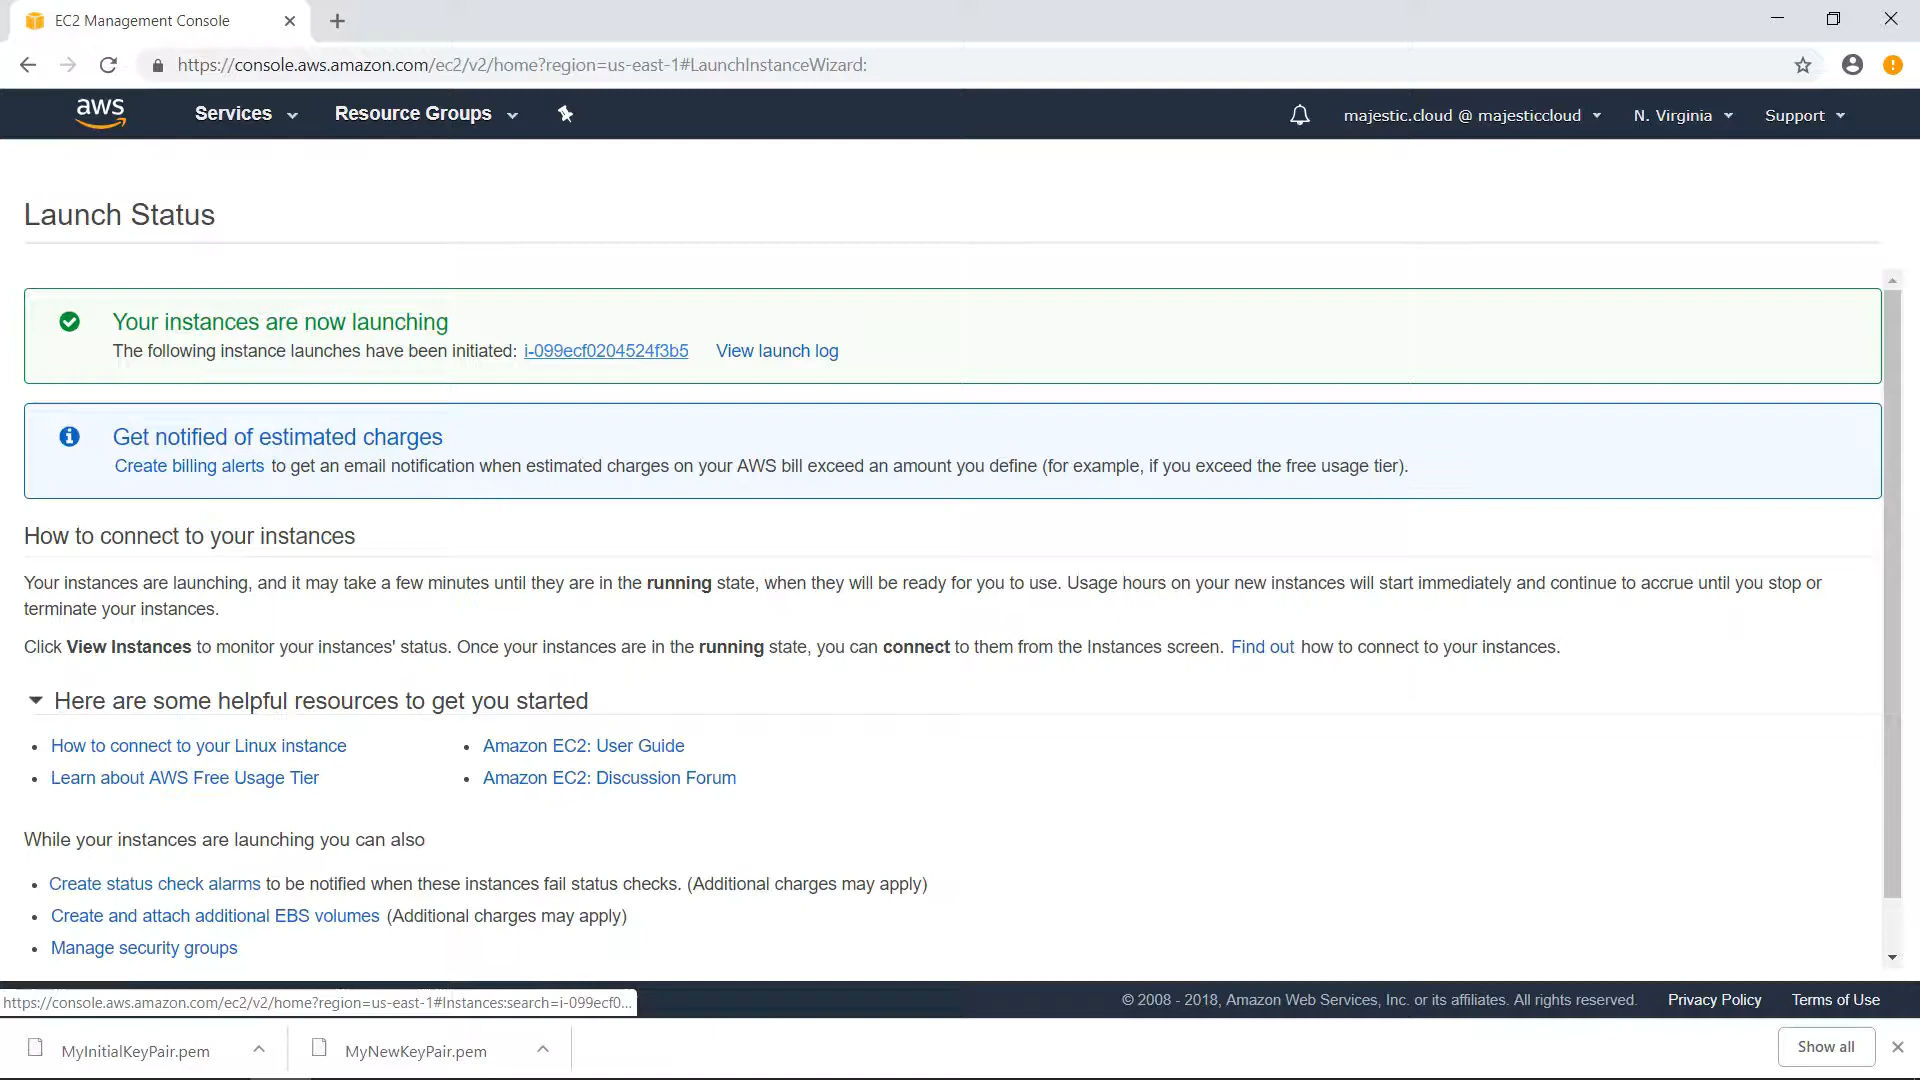 EC2 Management Console
https://console.aws.amazon.com/ec2/v2/home?region=us-east-1#LaunchInstanceWizard:
aws Services Resource Groups majestic.cloud @ majesticcloud N. Virginia Support
Launch Status
Your instances are now launching
The following instance launches have been initiated: i-099ecf0204524f3b5 View launch log
Get notified of estimated charges
Create billing alerts to get an email notification when estimated charges on your AWS bill exceed an amount you define (for example, if you exceed the free usage tier).
How to connect to your instances
Your instances are launching, and it may take a few minutes until they are in the running state, when they will be ready for you to use. Usage hours on your new instances will start immediately and continue to accrue until you stop or
terminate your instances.
Click View Instances to monitor your instances' status. Once your instances are in the running state, you can connect to them from the Instances screen. Find out how to connect to your instances.
Here are some helpful resources to get you started
• How to connect to your Linux instance • Amazon EC2: User Guide
• Learn about AWS Free Usage Tier • Amazon EC2: Discussion Forum
While your instances are launching you can also
• Create status check alarms to be notified when these instances fail status checks. (Additional charges may apply)
• Create and attach additional EBS volumes (Additional charges may apply)
• Manage security groups
https://console.aws.amazon.com/ec2/v2/home?region=us-east-1#Instances:search=i-099ecf0... © 2008 - 2018, Amazon Web Services, Inc. or its affiliates. All rights reserved. Privacy Policy Terms of Use
MyInitialKeyPair.pem MyNewKeyPair.pem Show all